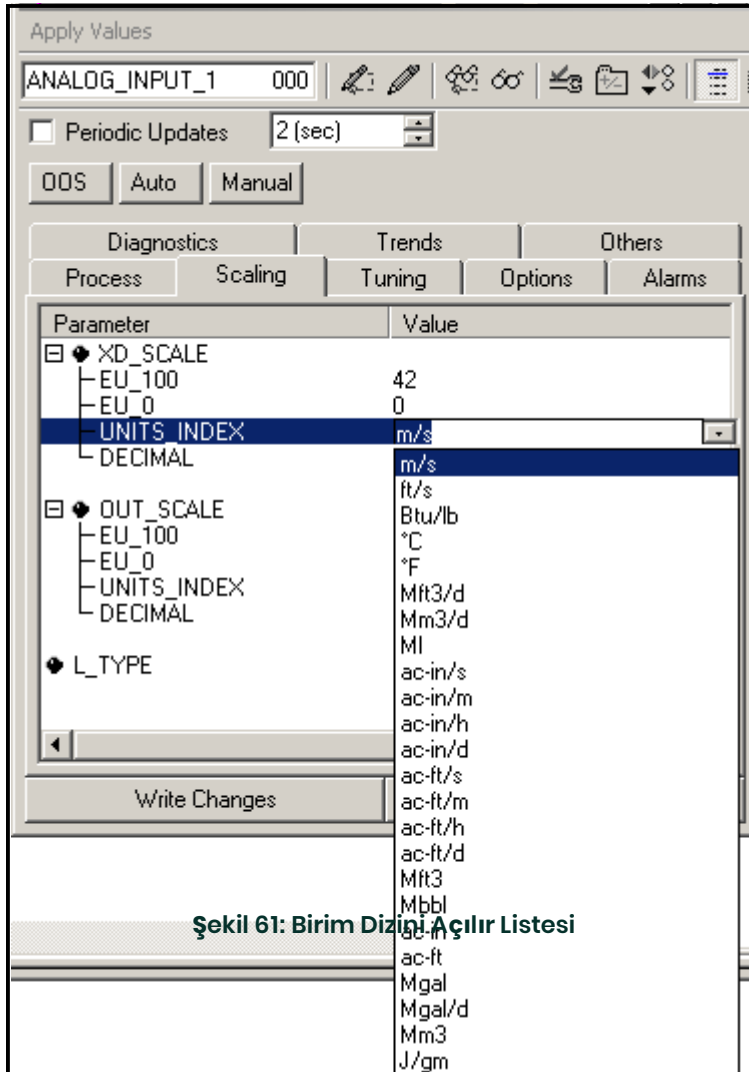 Apply Values
ANALOG_INPUT_1 000
Periodic Updates 2 (sec)
OOS Auto Manual
Diagnostics Trends Others
Process Scaling Tuning Options Alarms
Parameter Value
XD_SCALE
EU_100 42
EU_0 0
UNITS_INDEX m/s
DECIMAL m/s
ft/s
OUT_SCALE Btu/lb
EU_100 °C
EU_0 °F
UNITS_INDEX Mft3/d
DECIMAL Mm3/d
Ml
L_TYPE ac-in/s
ac-in/m
ac-in/h
ac-in/d
ac-ft/s
Write Changes ac-ft/m
ac-ft/h
ac-ft/d
Mft3
Mbbl
Şekil 61: Birim Dizini Açılır Listesi
ac-in
ac-ft
Mgal
Mgal/d
Mm3
J/gm